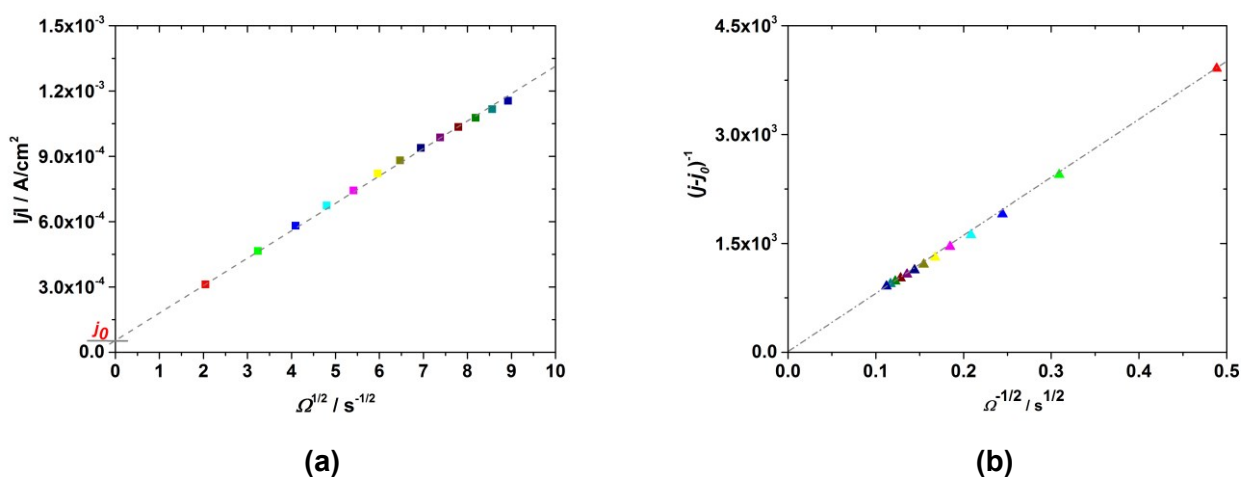 1.5x10⁻³
1.2x10⁻³
9.0x10⁻⁴
6.0x10⁻⁴
3.0x10⁻⁴
0.0
|j| / A/cm²
j₀
0 1 2 3 4 5 6 7 8 9 10
Ω^1/2 / s^-1/2
(a)
4.5x10³
3.0x10³
1.5x10³
0.0
(j-j₀)⁻¹
0.0 0.1 0.2 0.3 0.4 0.5
Ω^-1/2 / s^1/2
(b)